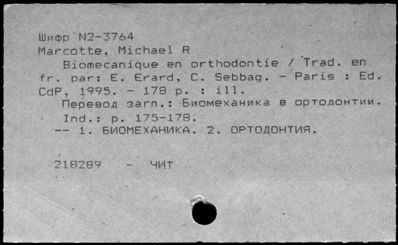 Шифр N2-3764
Marcotte, Michael R
Biomecanique en orthodontie / Trad. en
fr. par: E. Erard, C. Sebbag. - Paris : Ed.
CdP, 1995. - 178 p. : ill.
Перевод загл.: Биомеханика в ортодонтии.
Ind.: p. 175-178.
-- 1. БИОМЕХАНИКА. 2. ОРТОДОНТИЯ.
218289 - ЧИТ